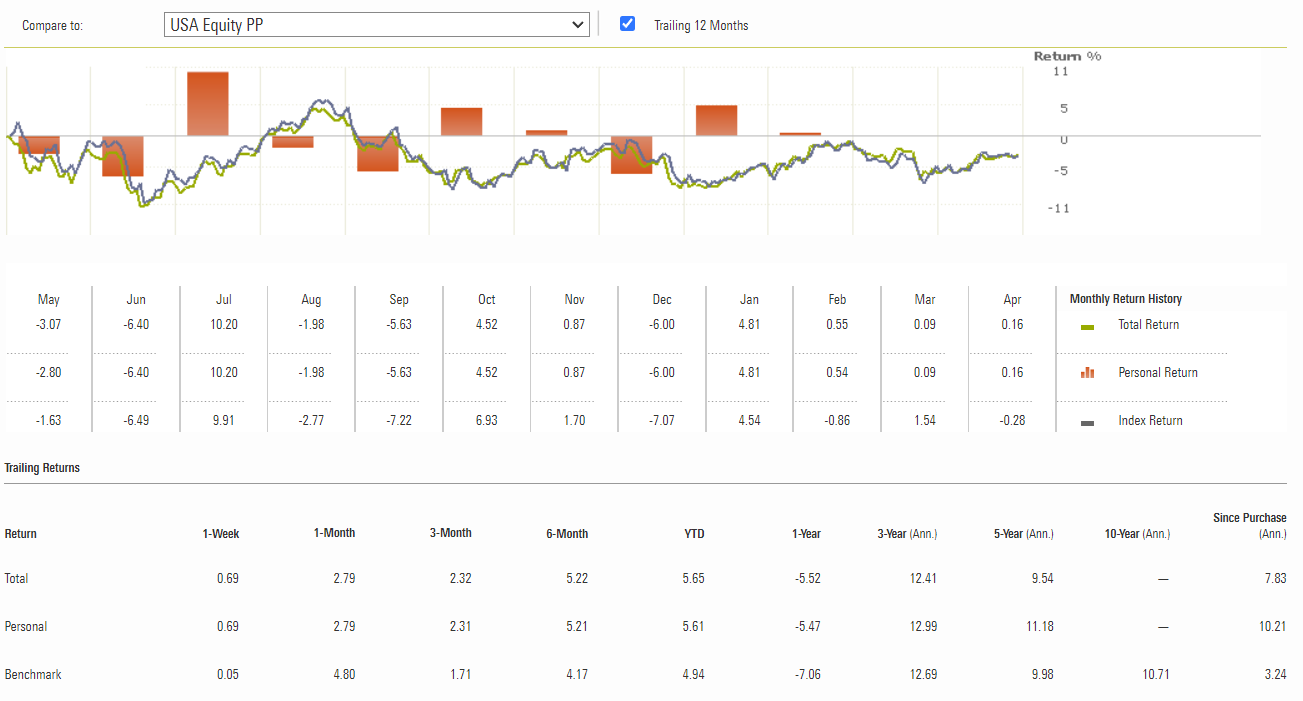 Compare to: USA Equity PP Trailing 12 Months
Return %
11
5
0
-5
-11
May Jun Jul Aug Sep Oct Nov Dec Jan Feb Mar Apr Monthly Return History
-3.07 -6.40 10.20 -1.98 -5.63 4.52 0.87 -6.00 4.81 0.55 0.09 0.16 Total Return
-2.80 -6.40 10.20 -1.98 -5.63 4.52 0.87 -6.00 4.81 0.54 0.09 0.16 Personal Return
-1.63 -6.49 9.91 -2.77 -7.22 6.93 1.70 -7.07 4.54 -0.86 1.54 -0.28 Index Return
Trailing Returns
Since Purchase
Return 1-Week 1-Month 3-Month 6-Month YTD 1-Year 3-Year (Ann.) 5-Year (Ann.) 10-Year (Ann.) (Ann.)
Total 0.69 2.79 2.32 5.22 5.65 -5.52 12.41 9.54 — 7.83
Personal 0.69 2.79 2.31 5.21 5.61 -5.47 12.99 11.18 — 10.21
Benchmark 0.05 4.80 1.71 4.17 4.94 -7.06 12.69 9.98 10.71 3.24